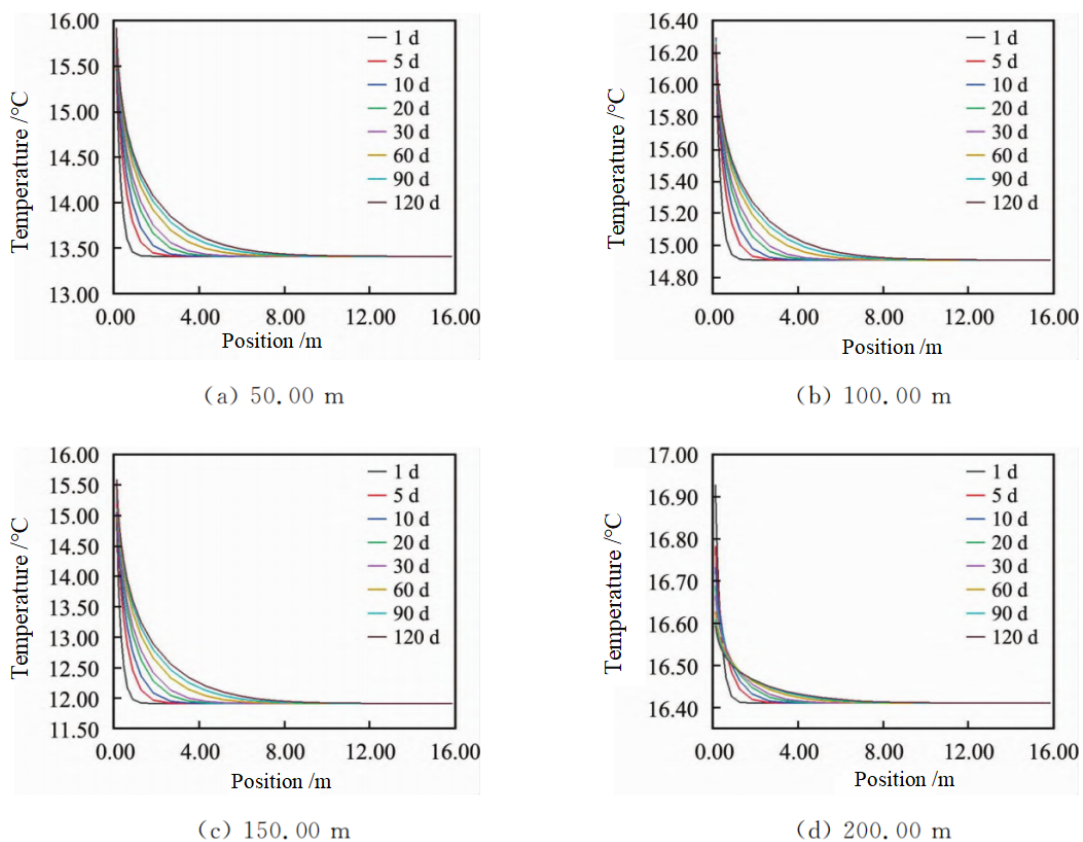 16.00
15.50
15.00
14.50
14.00
13.50
13.00
0.00 4.00 8.00 12.00 16.00
Temperature /°C
Position /m
1 d
5 d
10 d
20 d
30 d
60 d
90 d
120 d
(a) 50.00 m
16.40
16.20
16.00
15.80
15.60
15.40
15.20
15.00
14.80
0.00 4.00 8.00 12.00 16.00
Temperature /°C
Position /m
1 d
5 d
10 d
20 d
30 d
60 d
90 d
120 d
(b) 100.00 m
16.00
15.50
15.00
14.50
14.00
13.50
13.00
12.50
12.00
11.50
0.00 4.00 8.00 12.00 16.00
Temperature /°C
Position /m
1 d
5 d
10 d
20 d
30 d
60 d
90 d
120 d
(c) 150.00 m
17.00
16.90
16.80
16.70
16.60
16.50
16.40
0.00 4.00 8.00 12.00 16.00
Temperature /°C
Position /m
1 d
5 d
10 d
20 d
30 d
60 d
90 d
120 d
(d) 200.00 m